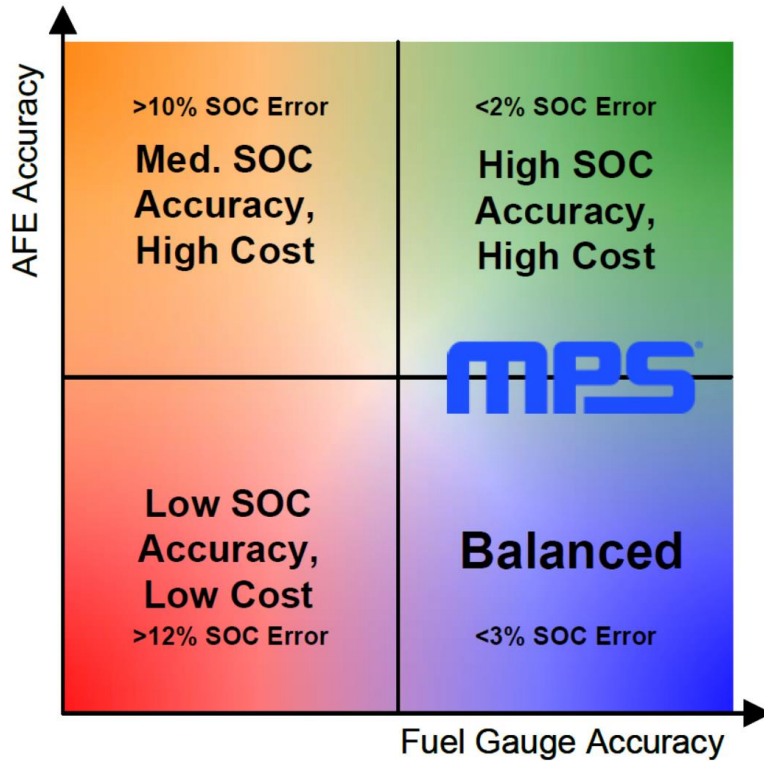 AFE Accuracy
>10% SOC Error
Med. SOC
Accuracy,
High Cost
<2% SOC Error
High SOC
Accuracy,
High Cost
MPS
Low SOC
Accuracy,
Low Cost
>12% SOC Error
Balanced
<3% SOC Error
Fuel Gauge Accuracy